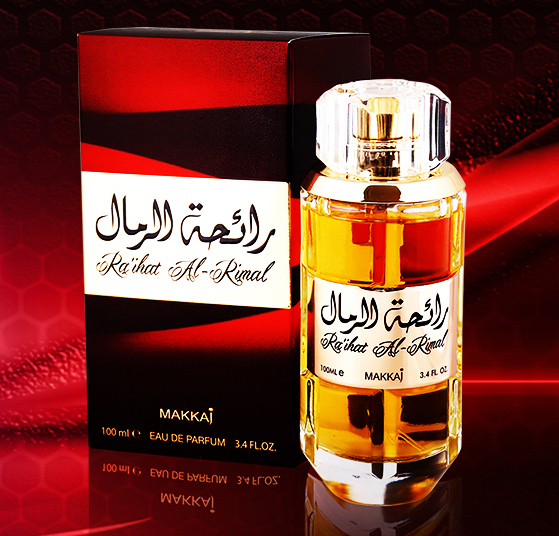 رائحة الرمال
Ra'ihat Al-Rimal
MAKKAJ
100 ml e EAU DE PARFUM 3.4 FL.OZ.
رائحة الرمال
Ra'ihat Al-Rimal
100ML e MAKKAJ 3.4 FL. OZ.